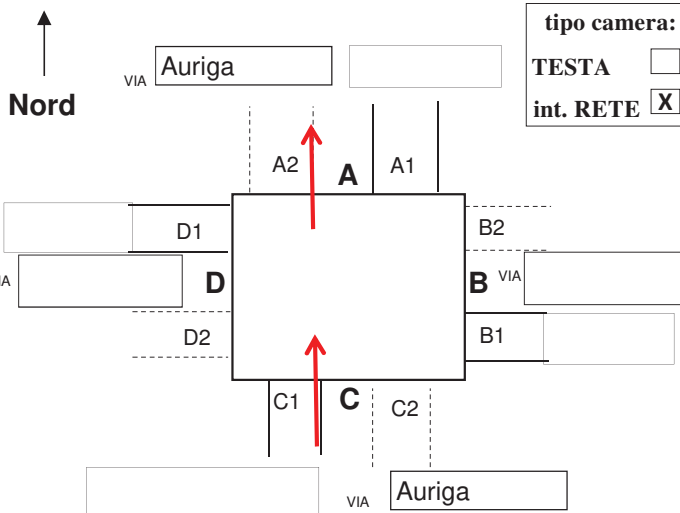 tipo camera:
VIA Auriga
TESTA
Nord
int. RETE X
A2 A A1
D1 B2
VIA D B VIA
D2 B1
C1 C C2
VIA Auriga